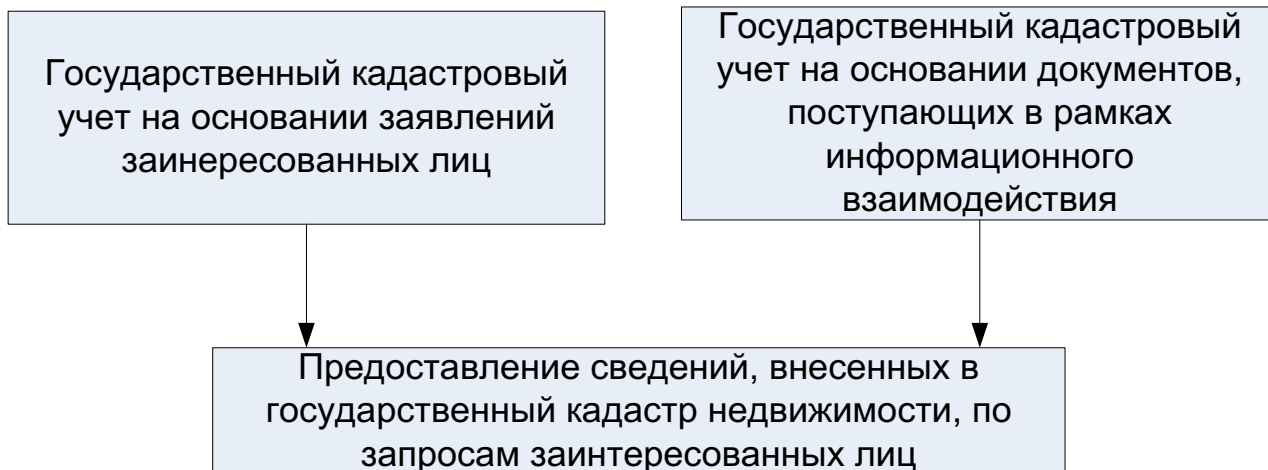 Государственный кадастровый
учет на основании заявлений
заинересованных лиц
Государственный кадастровый
учет на основании документов,
поступающих в рамках
информационного
взаимодействия
Предоставление сведений, внесенных в
государственный кадастр недвижимости, по
запросам заинтересованных лиц